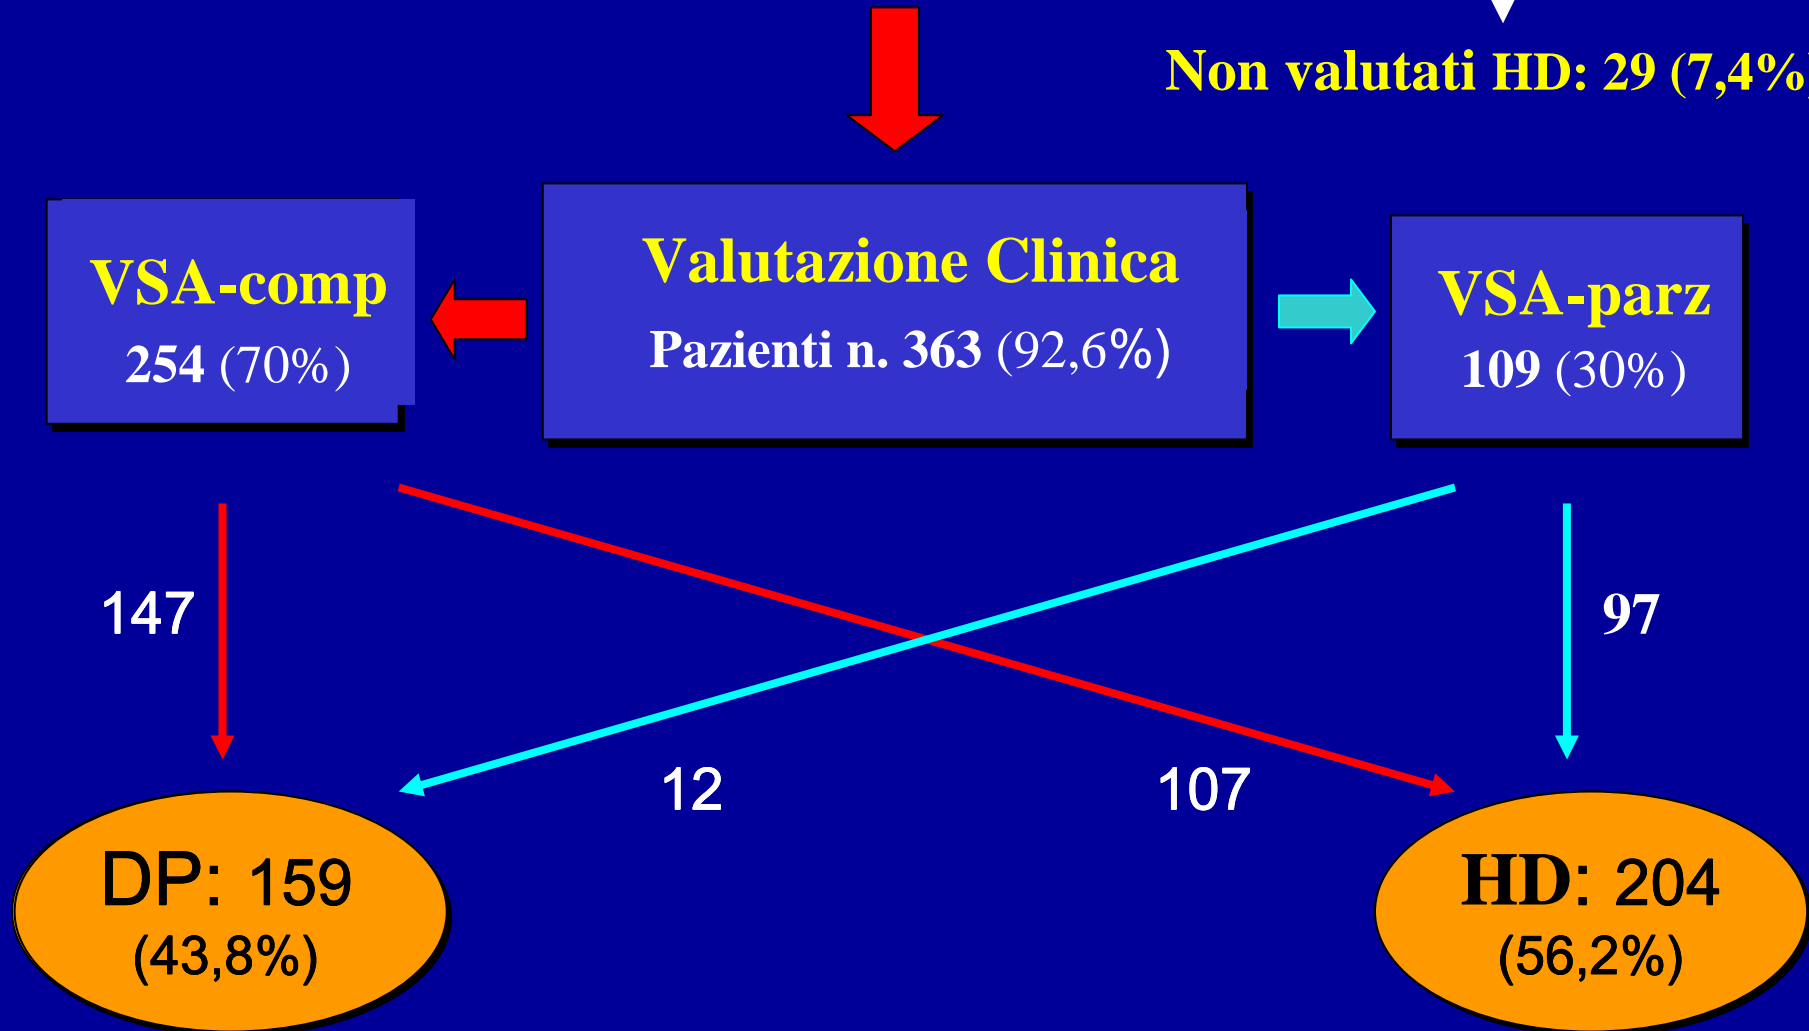 Non valutati HD: 29 (7,4%)
VSA-comp
254 (70%)
Valutazione Clinica
Pazienti n. 363 (92,6%)
VSA-parz
109 (30%)
147
97
12
107
DP: 159
(43,8%)
HD: 204
(56,2%)